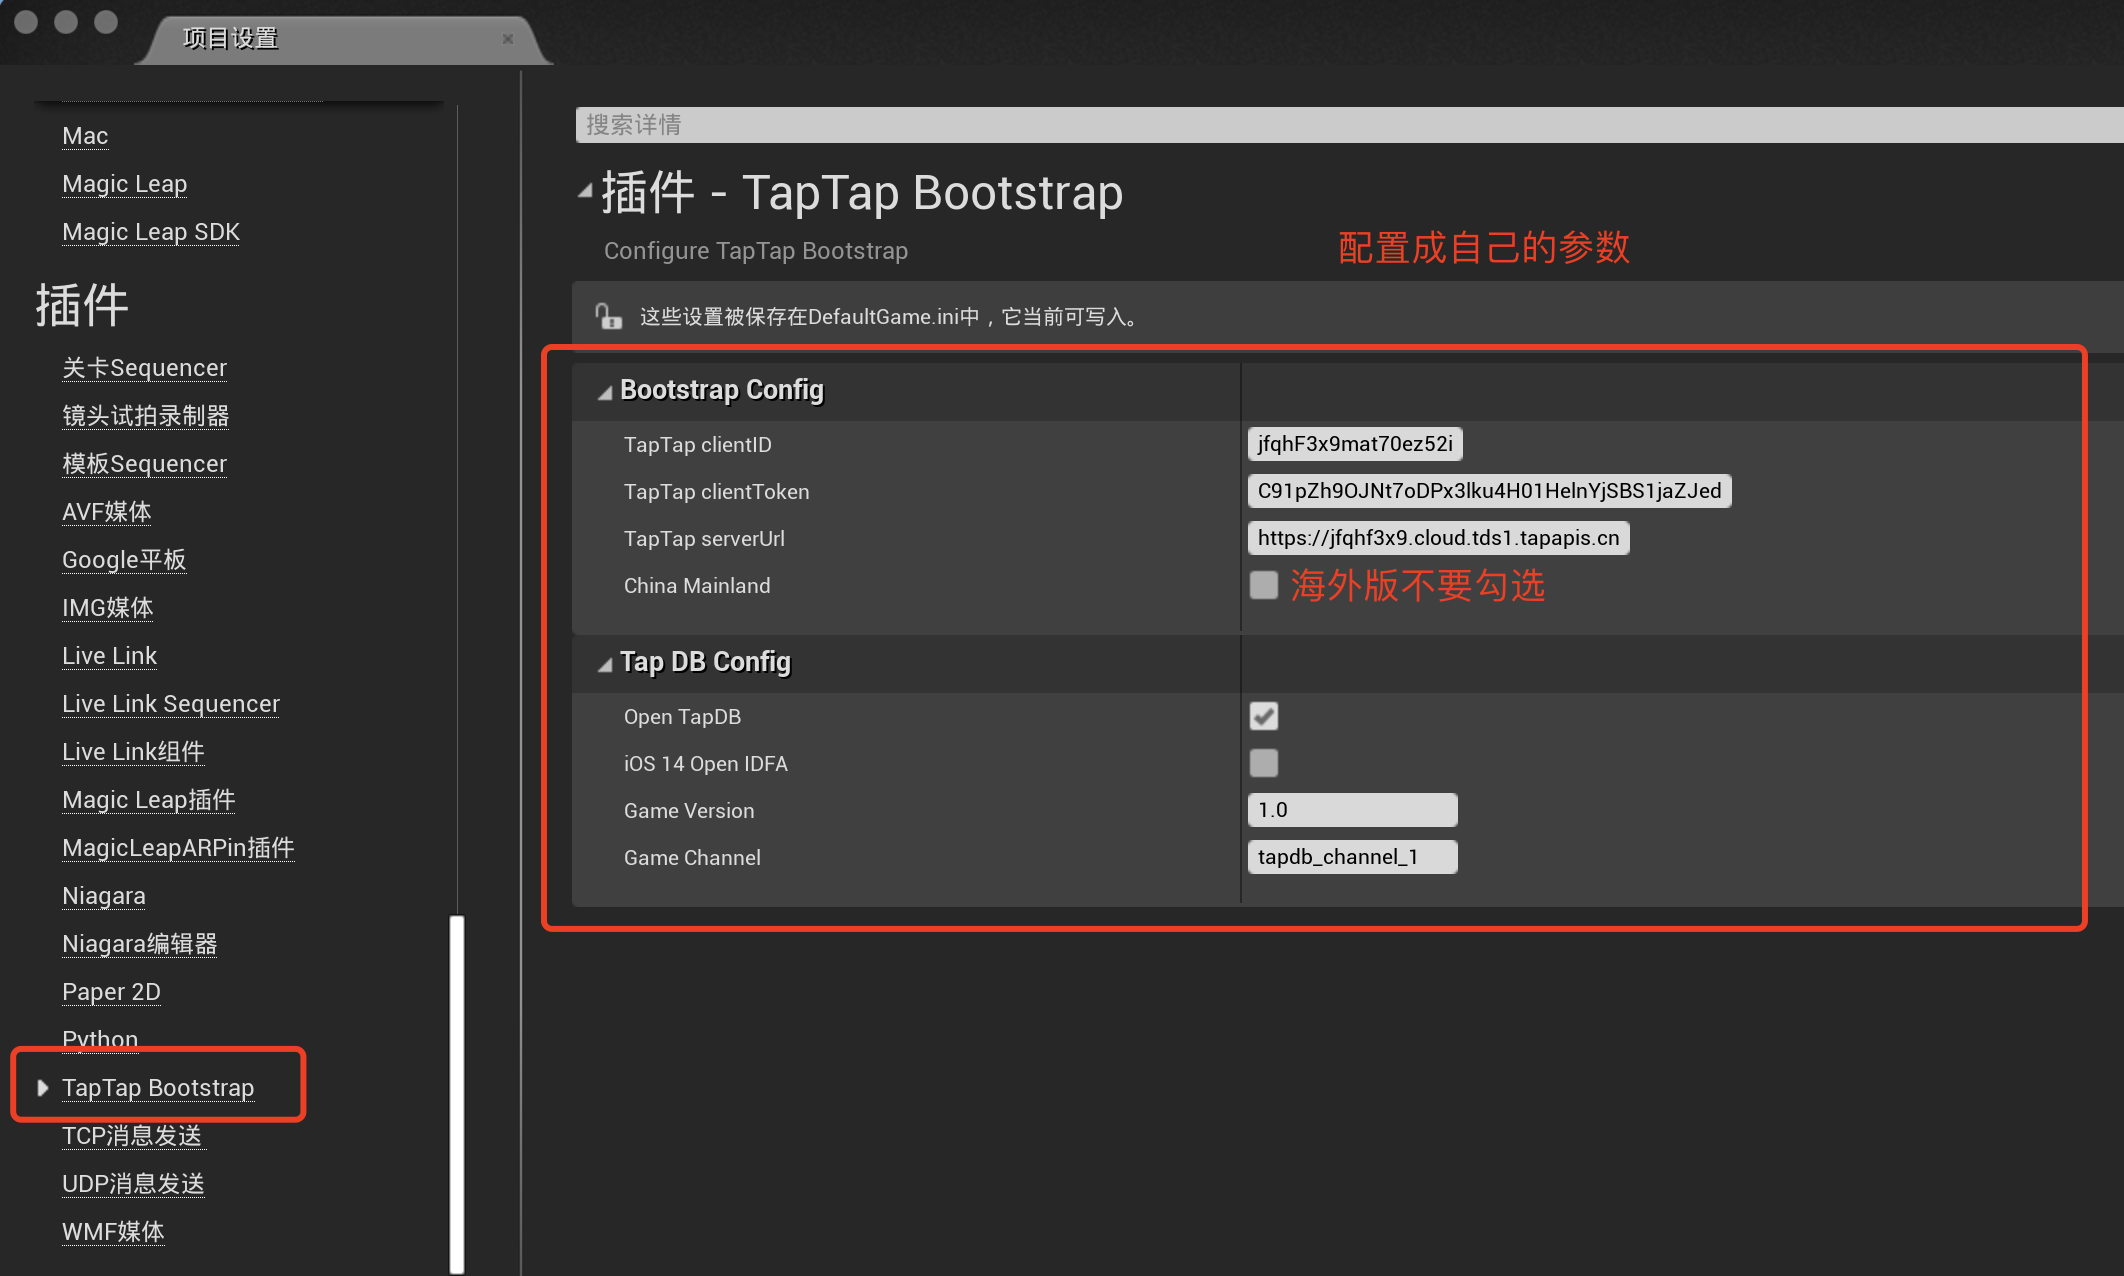 项目设置
Mac
Magic Leap
Magic Leap SDK
插件
关卡Sequencer
镜头试拍录制器
模板Sequencer
AVF媒体
Google平板
IMG媒体
Live Link
Live Link Sequencer
Live Link组件
Magic Leap插件
MagicLeapARPin插件
Niagara
Niagara编辑器
Paper 2D
Python
TapTap Bootstrap
TCP消息发送
UDP消息发送
WMF媒体
搜索详情
插件 - TapTap Bootstrap
Configure TapTap Bootstrap
配置成自己的参数
这些设置被保存在DefaultGame.ini中，它当前可写入。
Bootstrap Config
TapTap clientID jfqhF3x9mat70ez52i
TapTap clientToken C91pZh9OJNt7oDPx3lku4H01HelnYjSBS1jaZJed
TapTap serverUrl https://jfqhf3x9.cloud.tds1.tapapis.cn
China Mainland 海外版不要勾选
Tap DB Config
Open TapDB
iOS 14 Open IDFA
Game Version 1.0
Game Channel tapdb_channel_1